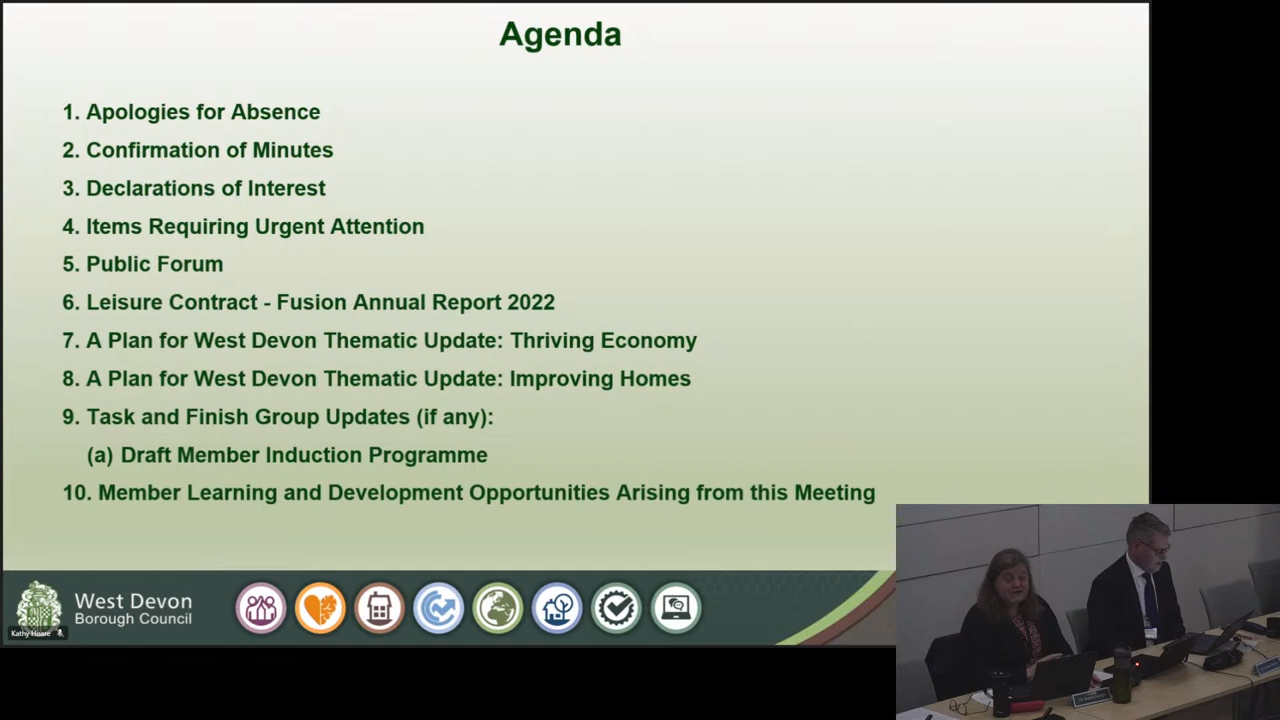 Agenda
1. Apologies for Absence
2. Confirmation of Minutes
3. Declarations of Interest
4. Items Requiring Urgent Attention
5. Public Forum
6. Leisure Contract - Fusion Annual Report 2022
7. A Plan for West Devon Thematic Update: Thriving Economy
8. A Plan for West Devon Thematic Update: Improving Homes
9. Task and Finish Group Updates (if any):
(a) Draft Member Induction Programme
10. Member Learning and Development Opportunities Arising from this Meeting
West Devon
Borough Council
Kathy Hoare